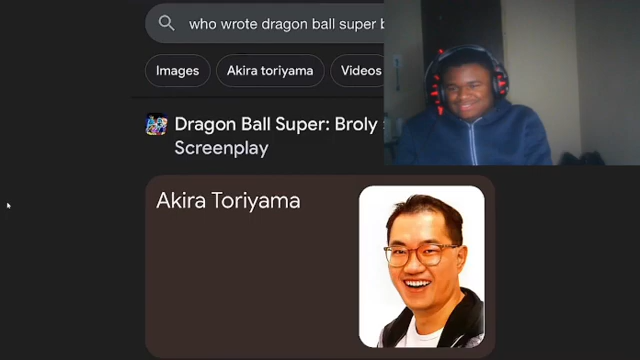 who wrote dragon ball super
Images
Akira toriyama
Videos
Dragon Ball Super: Broly
Screenplay
Akira Toriyama